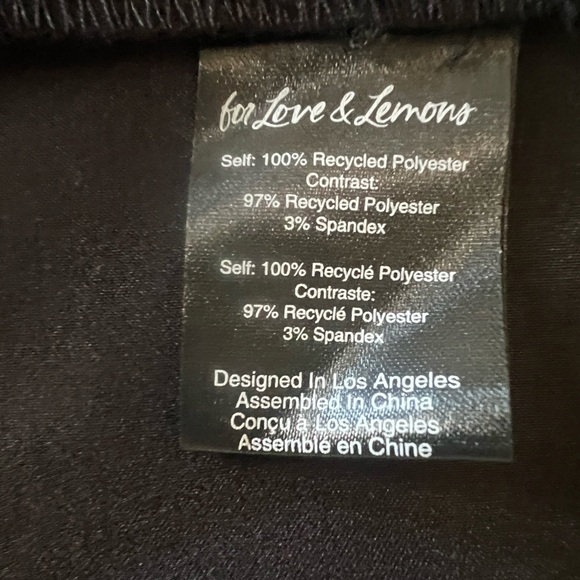 for Love & Lemons
Self: 100% Recycled Polyester
Contrast:
97% Recycled Polyester
3% Spandex
Self: 100% Recyclé Polyester
Contraste:
97% Recyclé Polyester
3% Spandex
Designed In Los Angeles
Assembled In China
Conçu à Los Angeles
Assemble en Chine